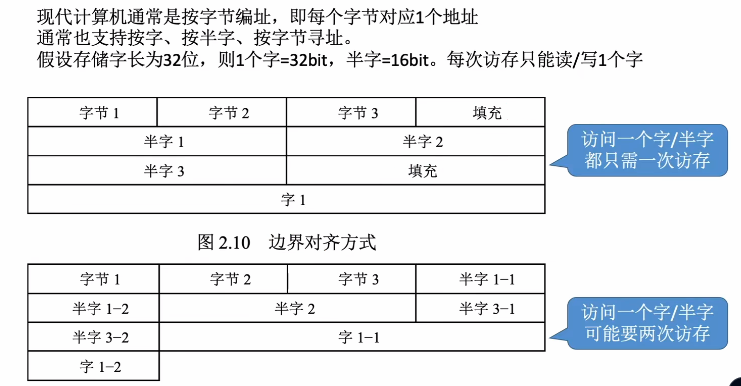 现代计算机通常是按字节编址，即每个字节对应1个地址
通常也支持按字、按半字、按字节寻址。
假设存储字长为32位，则1个字=32bit，半字=16bit。每次访存只能读/写1个字
字节 1 字节 2 字节 3 填充
半字 1 半字 2
半字 3 填充
字 1
访问一个字/半字
都只需一次访存
图 2.10 边界对齐方式
字节 1 字节 2 字节 3 半字 1-1
半字 1-2 半字 2 半字 3-1
半字 3-2 字 1-1
字 1-2
访问一个字/半字
可能要两次访存